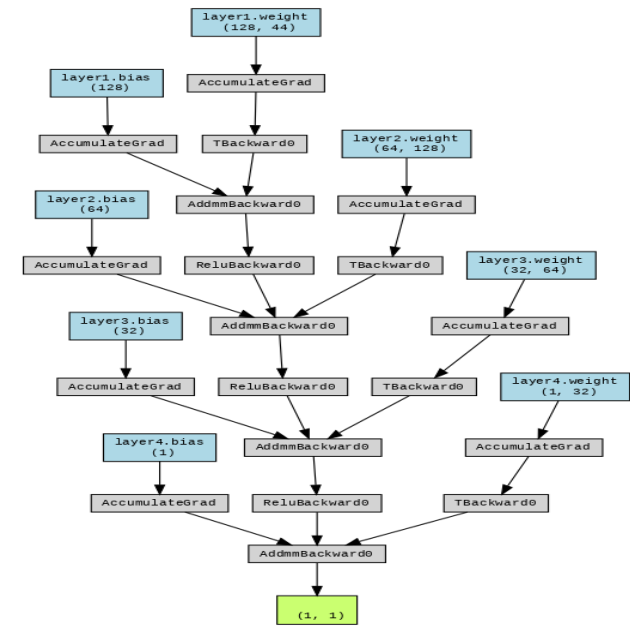 layer1.weight
(128, 44)
layer1.bias
(128)
AccumulateGrad
AccumulateGrad
TBackward0
layer2.weight
(64, 128)
layer2.bias
(64)
AddmmBackward0
AccumulateGrad
AccumulateGrad
ReluBackward0
TBackward0
layer3.weight
(32, 64)
layer3.bias
(32)
AddmmBackward0
AccumulateGrad
AccumulateGrad
ReluBackward0
TBackward0
layer4.weight
(1, 32)
layer4.bias
(1)
AddmmBackward0
AccumulateGrad
AccumulateGrad
ReluBackward0
TBackward0
AddmmBackward0
(1, 1)